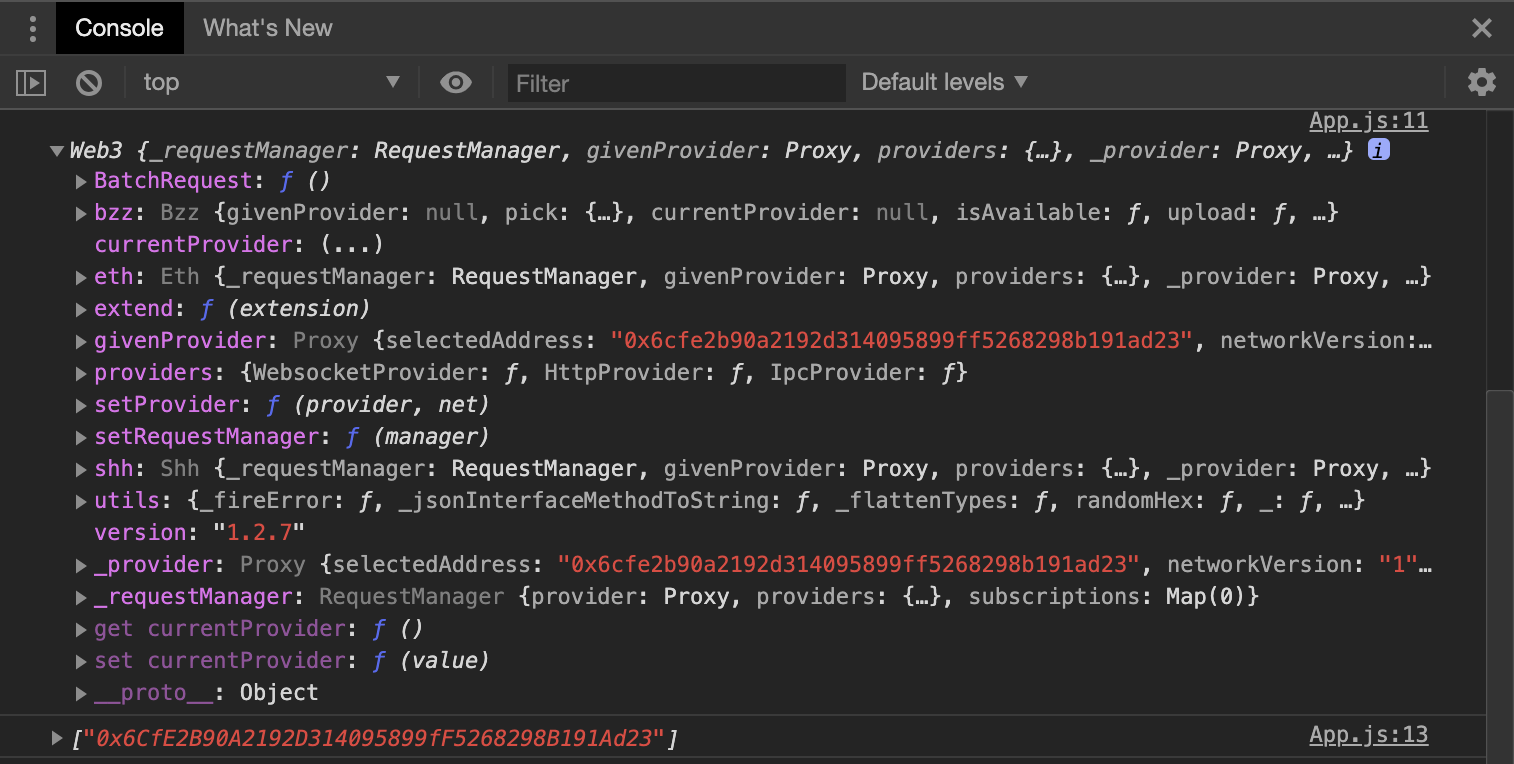 Console What's New
top Filter Default levels
App.js:11
Web3 {_requestManager: RequestManager, givenProvider: Proxy, providers: {…}, _provider: Proxy, …} i
BatchRequest: ƒ ()
bzz: Bzz {givenProvider: null, pick: {…}, currentProvider: null, isAvailable: ƒ, upload: ƒ, …}
currentProvider: (...)
eth: Eth {_requestManager: RequestManager, givenProvider: Proxy, providers: {…}, _provider: Proxy, …}
extend: ƒ (extension)
givenProvider: Proxy {selectedAddress: "0x6cfe2b90a2192d314095899ff5268298b191ad23", networkVersion:…
providers: {WebsocketProvider: ƒ, HttpProvider: ƒ, IpcProvider: ƒ}
setProvider: ƒ (provider, net)
setRequestManager: ƒ (manager)
shh: Shh {_requestManager: RequestManager, givenProvider: Proxy, providers: {…}, _provider: Proxy, …}
utils: {_fireError: ƒ, _jsonInterfaceMethodToString: ƒ, _flattenTypes: ƒ, randomHex: ƒ, _: ƒ, …}
version: "1.2.7"
_provider: Proxy {selectedAddress: "0x6cfe2b90a2192d314095899ff5268298b191ad23", networkVersion: "1"…
_requestManager: RequestManager {provider: Proxy, providers: {…}, subscriptions: Map(0)}
get currentProvider: ƒ ()
set currentProvider: ƒ (value)
__proto__: Object
["0x6CfE2B90A2192D314095899fF5268298B191Ad23"] App.js:13